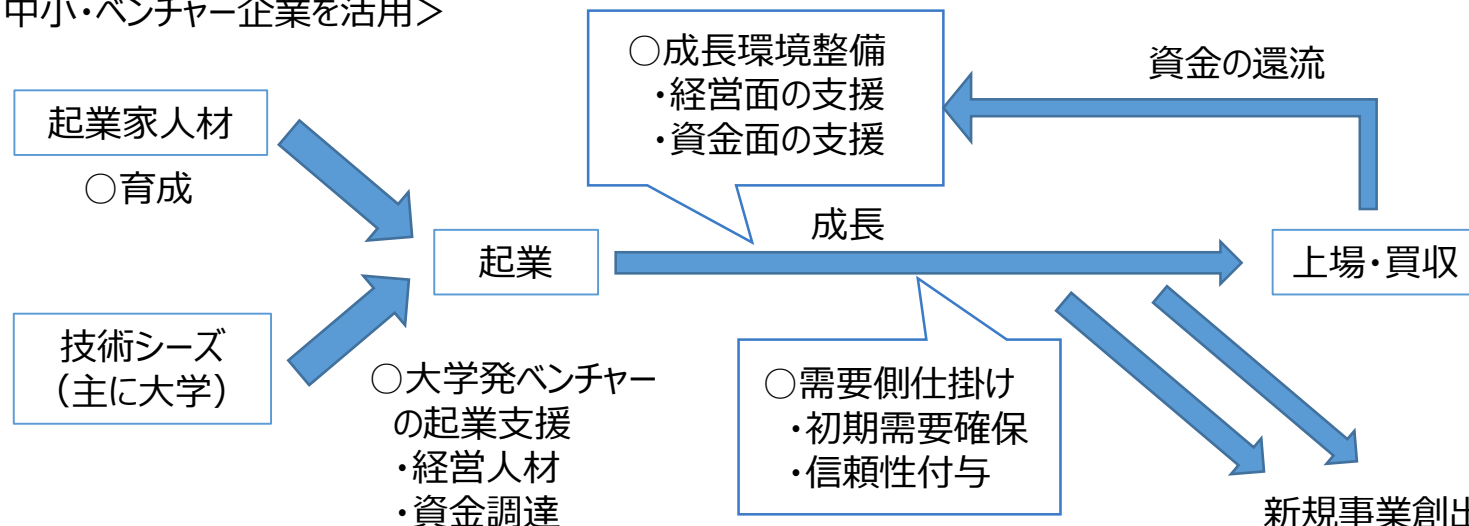 中小・ベンチャー企業を活用＞
○成長環境整備
・経営面の支援
・資金面の支援
資金の還流
起業家人材
○育成
成長
起業
上場・買収
技術シーズ
（主に大学）
○大学発ベンチャー
の起業支援
・経営人材
・資金調達
○需要側仕掛け
・初期需要確保
・信頼性付与
新規事業創出